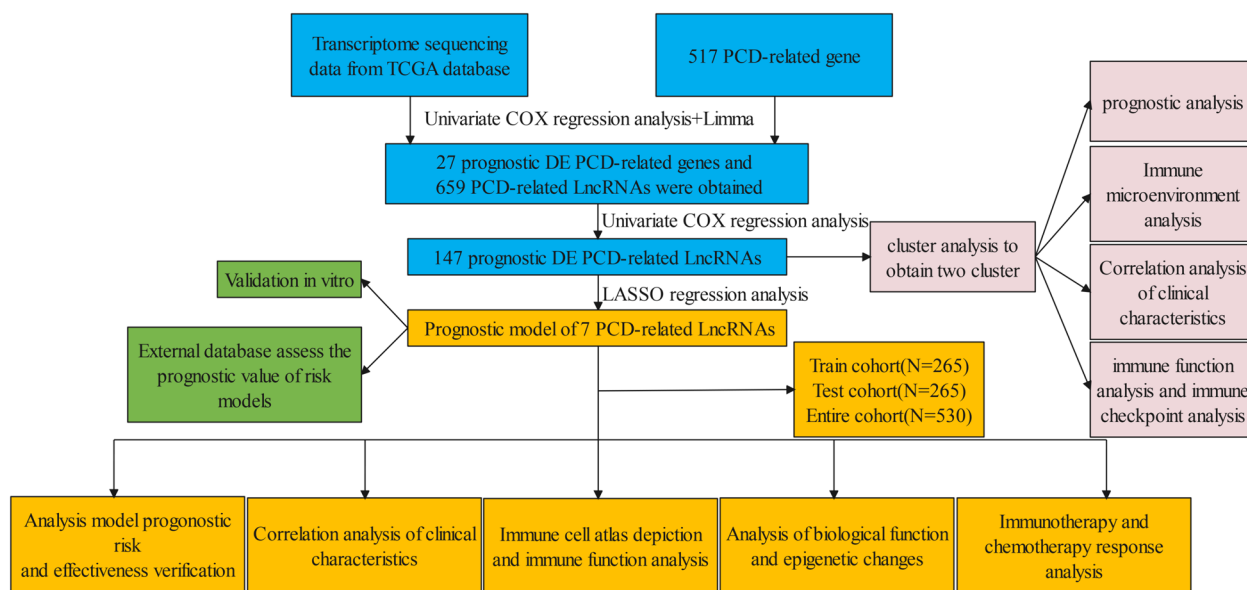 Transcriptome sequencing
data from TCGA database
517 PCD-related gene
Univariate COX regression analysis+Limma
27 prognostic DE PCD-related genes and
659 PCD-related LncRNAs were obtained
Univariate COX regression analysis
147 prognostic DE PCD-related LncRNAs
cluster analysis to
obtain two cluster
prognostic analysis
Immune
microenvironment
analysis
Correlation analysis
of clinical
characteristics
immune function
analysis and immune
checkpoint analysis
LASSO regression analysis
Validation in vitro
Prognostic model of 7 PCD-related LncRNAs
External database assess the
prognostic value of risk
models
Train cohort(N=265)
Test cohort(N=265)
Entire cohort(N=530)
Analysis model progonostic
risk
and effectiveness verification
Correlation analysis of clinical
characteristics
Immune cell atlas depiction
and immune function analysis
Analysis of biological function
and epigenetic changes
Immunotherapy and
chemotherapy response
analysis